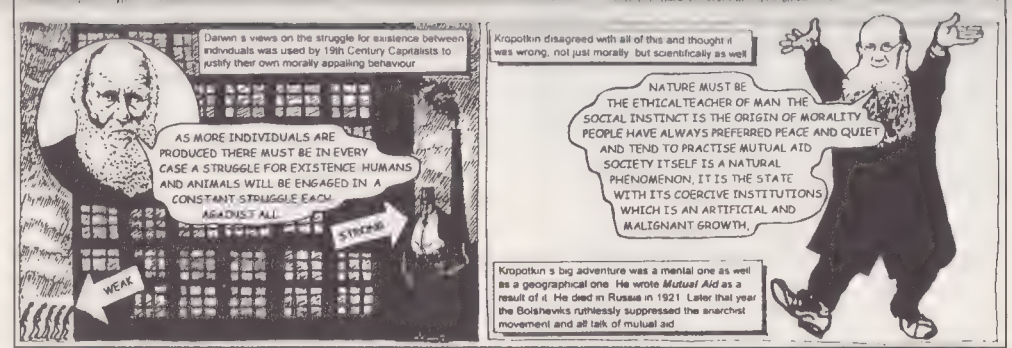 Darwin s views on the struggle for existence between
individuals was used by 19th Century Capitalists to
justify their own morally appalling behaviour
AS MORE INDIVIDUALS ARE
PRODUCED THERE MUST BE IN EVERY
CASE A STRUGGLE FOR EXISTENCE HUMANS
AND ANIMALS WILL BE ENGAGED IN A
CONSTANT STRUGGLE EACH
AGAINST ALL
STRONG
WEAK
Kropotkin disagreed with all of this and thought it
was wrong, not just morally but scientifically as well
NATURE MUST BE
THE ETHICAL TEACHER OF MAN THE
SOCIAL INSTINCT IS THE ORIGIN OF MORALITY
PEOPLE HAVE ALWAYS PREFERRED PEACE AND QUIET
AND TEND TO PRACTISE MUTUAL AID
SOCIETY ITSELF IS A NATURAL
PHENOMENON, IT IS THE STATE
WITH ITS COERCIVE INSTITUTIONS
WHICH IS AN ARTIFICIAL AND
MALIGNANT GROWTH,
Kropotkin s big adventure was a mental one as well
as a geographical one He wrote Mutual Aid as a
result of it He died in Russia in 1921 Later that year
the Bolsheviks ruthlessly suppressed the anarchist
movement and all talk of mutual aid